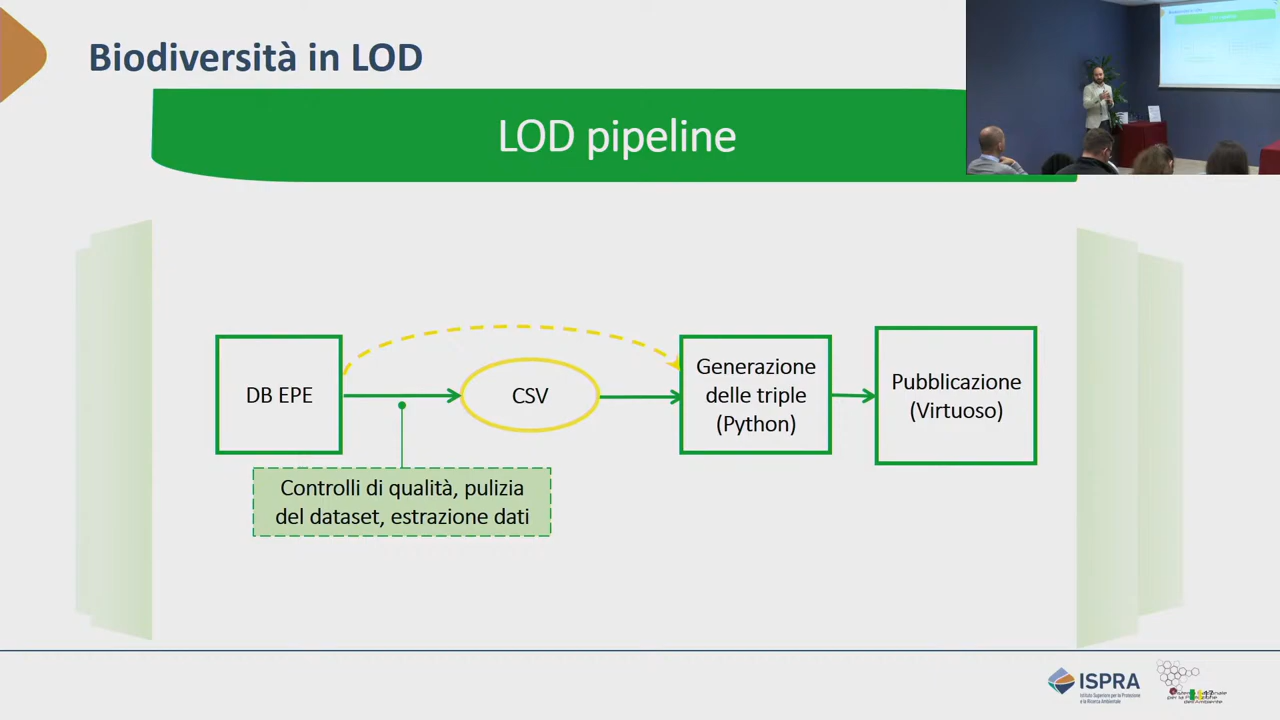 Biodiversità in LOD
LOD pipeline
DB EPE
CSV
Generazione
delle triple
(Python)
Pubblicazione
(Virtuoso)
Controlli di qualità, pulizia
del dataset, estrazione dati
ISPRA
Istituto Superiore per la Protezione
e la Ricerca Ambientale